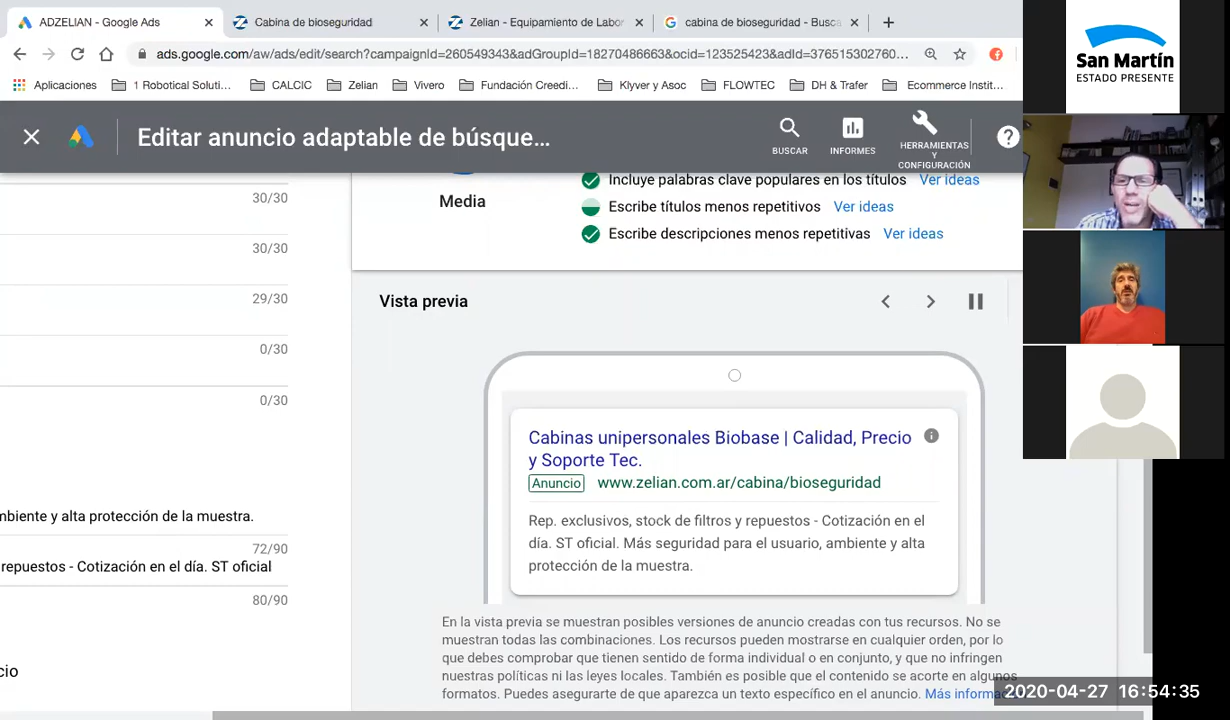 ADZELIAN - Google Ads
Cabina de bioseguridad
Zelian - Equipamiento de Labor
cabina de bioseguridad - Busca
ads.google.com/aw/ads/edit/search?campaignId=260549343&adGroupId=18270486663&ocid=123525423&adId=376515302760...
Aplicaciones
1 Robotical Soluti...
CALCIC
Zelian
Vivero
Fundación Creedi...
Klyver y Asoc
FLOWTEC
DH & Trafer
Ecommerce Instit...
San Martín
ESTADO PRESENTE
Editar anuncio adaptable de búsque...
BUSCAR
INFORMES
HERRAMIENTAS
Y
CONFIGURACIÓN
Media
Incluye palabras clave populares en los títulos Ver ideas
Escribe títulos menos repetitivos Ver ideas
Escribe descripciones menos repetitivas Ver ideas
30/30
30/30
29/30
0/30
0/30
mbiente y alta protección de la muestra.
72/90
repuestos - Cotización en el día. ST oficial
80/90
cio
Vista previa
Cabinas unipersonales Biobase | Calidad, Precio
y Soporte Tec.
Anuncio www.zelian.com.ar/cabina/bioseguridad
Rep. exclusivos, stock de filtros y repuestos - Cotización en el
día. ST oficial. Más seguridad para el usuario, ambiente y alta
protección de la muestra.
En la vista previa se muestran posibles versiones de anuncio creadas con tus recursos. No se
muestran todas las combinaciones. Los recursos pueden mostrarse en cualquier orden, por lo
que debes comprobar que tienen sentido de forma individual o en conjunto, y que no infringen
nuestras políticas ni las leyes locales. También es posible que el contenido se acorte en algunos
formatos. Puedes asegurarte de que aparezca un texto específico en el anuncio. Más informa
2020-04-27 16:54:35